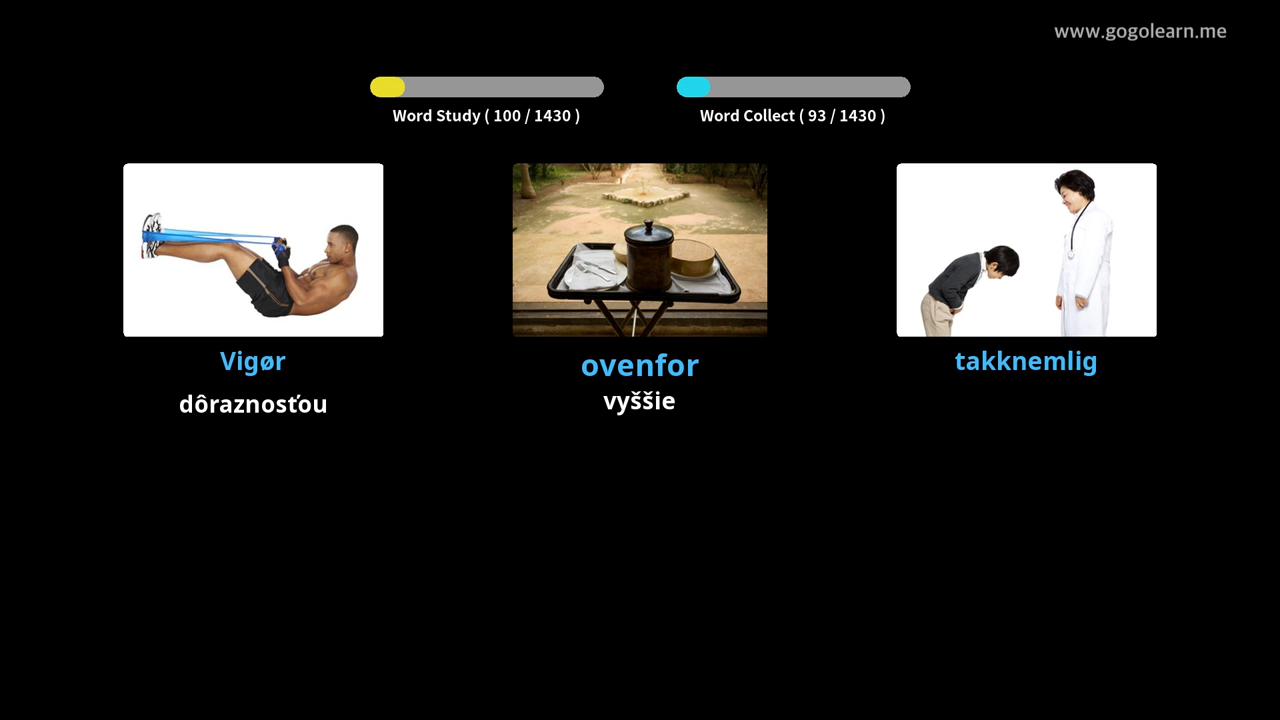 www.gogolearn.me
Word Study ( 100 / 1430 )
Word Collect ( 93 / 1430 )
Vigør
dôraznosťou
ovenfor
vyššie
takknemlig